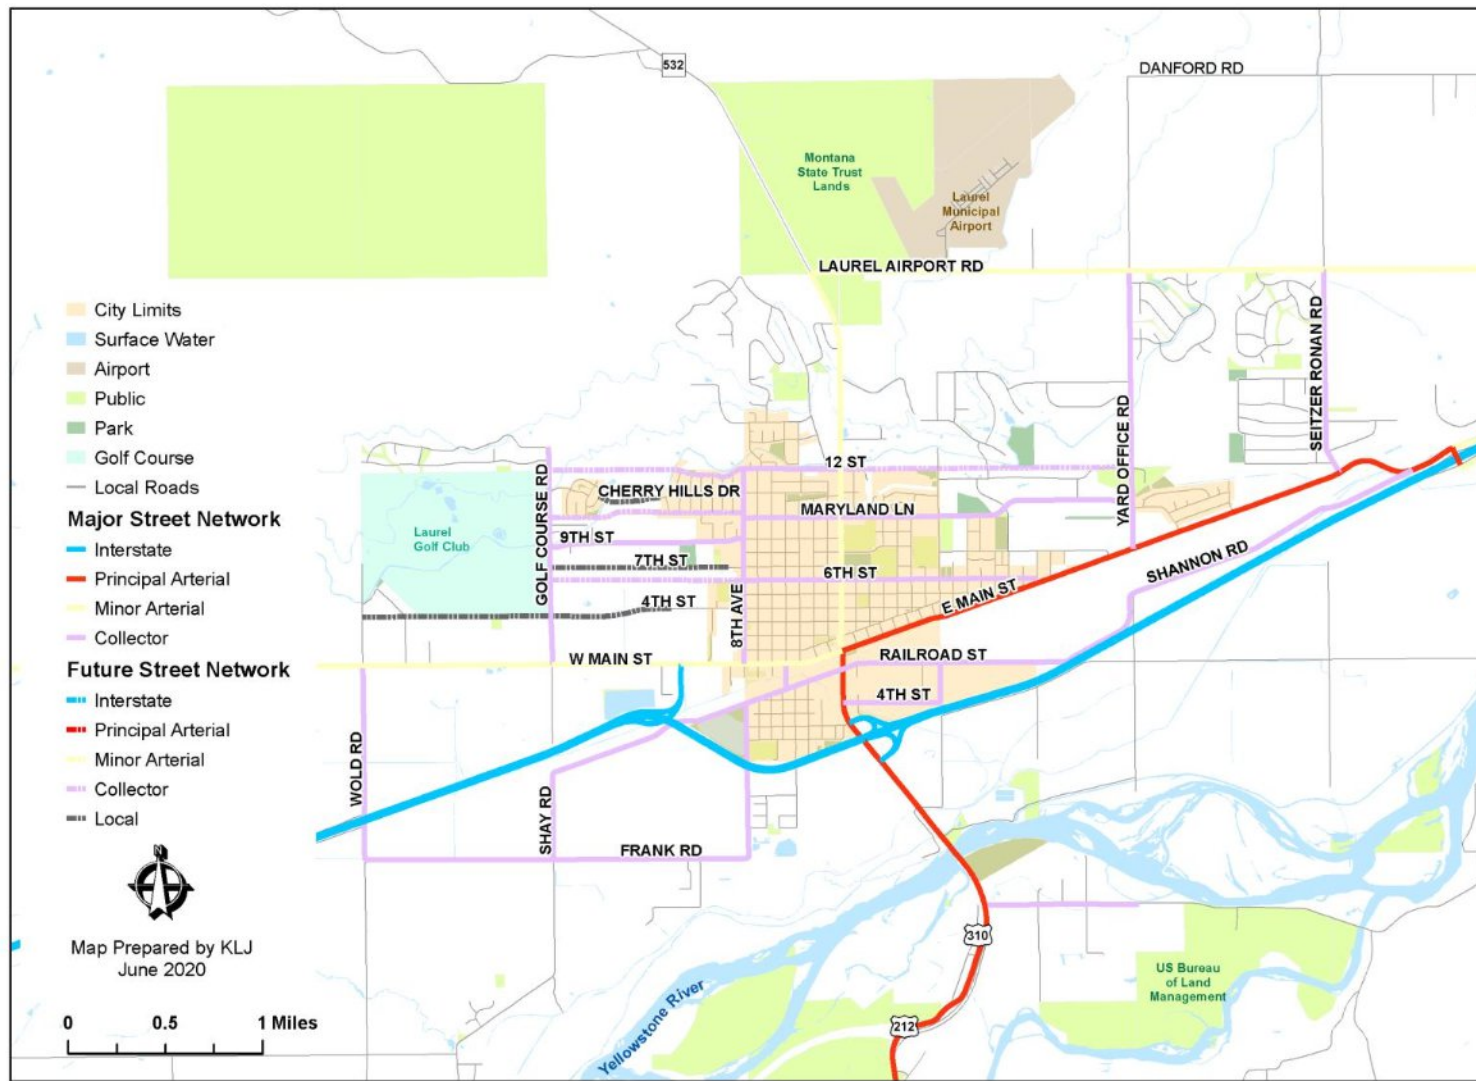 532
DANFORD RD
Montana
State Trust
Lands
Laurel
Municipal
Airport
LAUREL AIRPORT RD
City Limits
Surface Water
Airport
Public
Park
Golf Course
Local Roads
Major Street Network
Interstate
Principal Arterial
Minor Arterial
Collector
Future Street Network
Interstate
Principal Arterial
Minor Arterial
Collector
Local
N
Map Prepared by KLJ
June 2020
0 0.5 1 Miles
SEITZER RONAN RD
YARD OFFICE RD
12 ST
CHERRY HILLS DR
MARYLAND LN
GOLF COURSE RD
Laurel
Golf Club
9TH ST
7TH ST
6TH ST
4TH ST
8TH AVE
E MAIN ST
SHANNON RD
W MAIN ST
RAILROAD ST
4TH ST
WOLD RD
SHAY RD
FRANK RD
310
212
US Bureau
of Land
Management
Yellowstone River